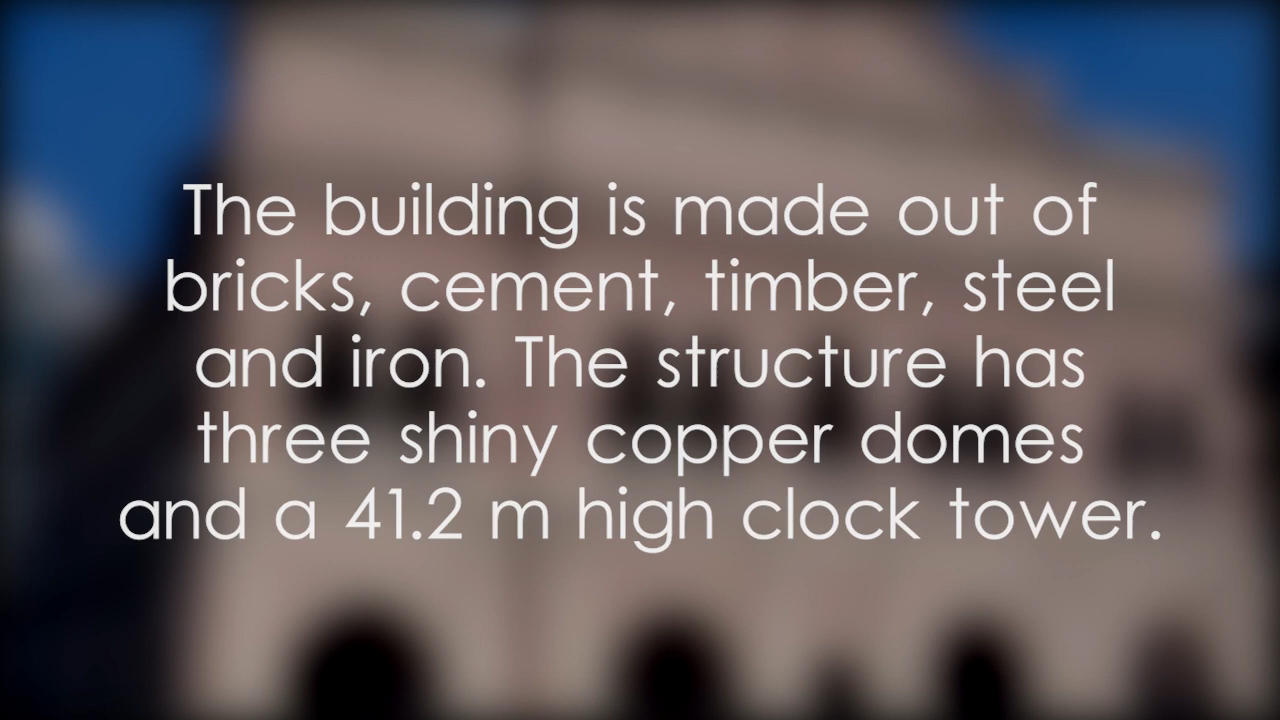 The building is made out of
bricks, cement, timber, steel
and iron. The structure has
three shiny copper domes
and a 41.2 m high clock tower.